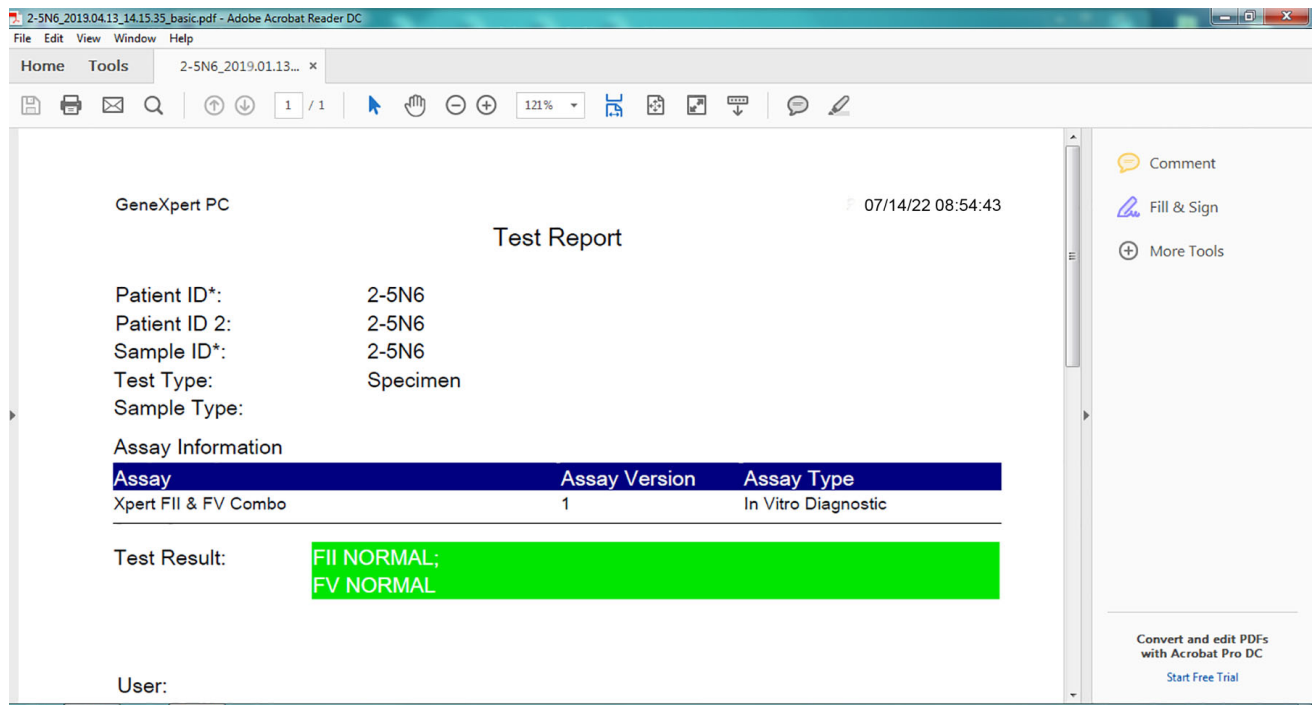 2-5N6_2019.04.13_14.15.35_basic.pdf - Adobe Acrobat Reader DC
File Edit View Window Help
Home Tools 2-5N6_2019.01.13... ×
1 / 1 121%
Comment
GeneXpert PC 07/14/22 08:54:43
Fill & Sign
Test Report
More Tools
Patient ID*: 2-5N6
Patient ID 2: 2-5N6
Sample ID*: 2-5N6
Test Type: Specimen
Sample Type:
Assay Information
Assay Assay Version Assay Type
Xpert FII & FV Combo 1 In Vitro Diagnostic
Test Result: FII NORMAL;
FV NORMAL
Convert and edit PDFs
with Acrobat Pro DC
Start Free Trial
User: